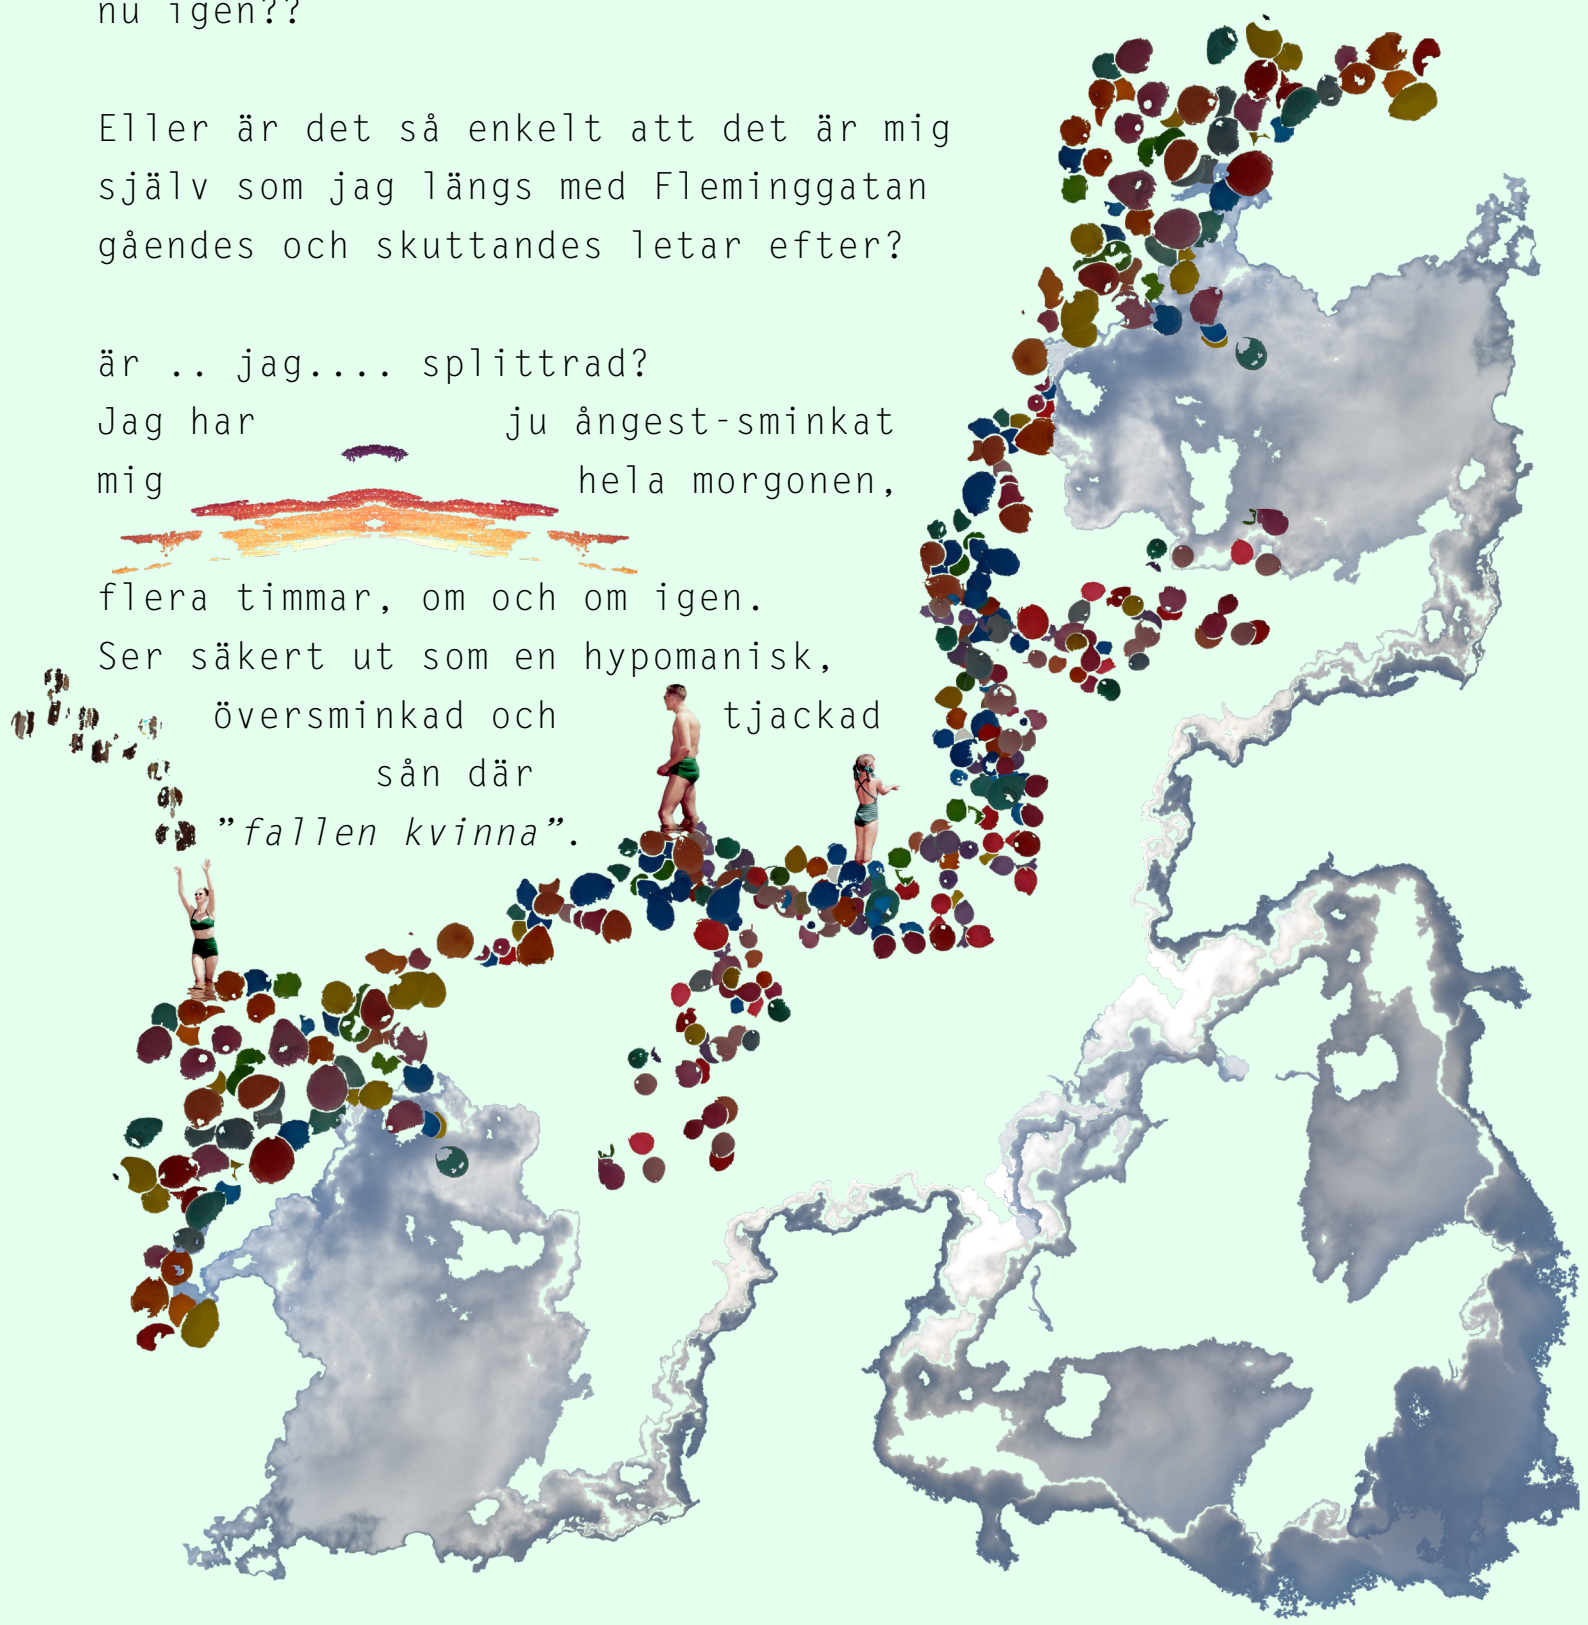 nu igen??
Eller är det så enkelt att det är mig
själv som jag längs med Fleminggatan
gåendes och skuttandes letar efter?
är .. jag.... splittrad?
Jag har ju ångest-sminkat
mig hela morgonen,
flera timmar, om och om igen.
Ser säkert ut som en hypomanisk,
översminkad och tjackad
sån där
”fallen kvinna”.